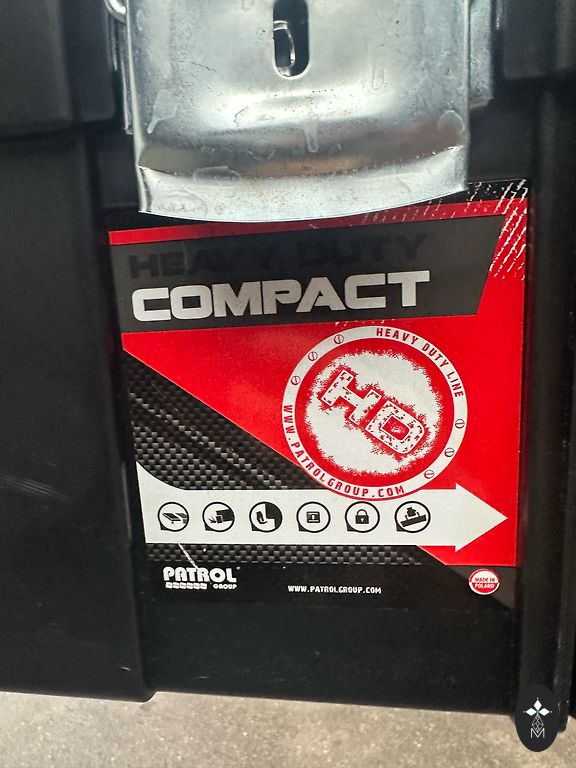 HEAVY DUTY
COMPACT
HEAVY DUTY LINE
HD
WWW.PATROLGROUP.COM
PATROL
GROUP
WWW.PATROLGROUP.COM
MADE IN
POLAND
M